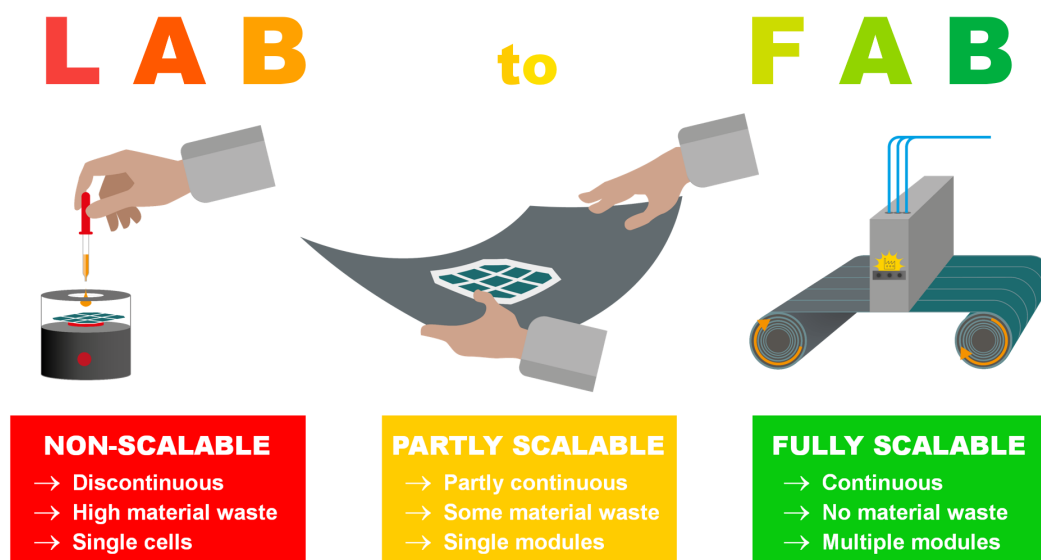 LAB to FAB
NON-SCALABLE
→ Discontinuous
→ High material waste
→ Single cells
PARTLY SCALABLE
→ Partly continuous
→ Some material waste
→ Single modules
FULLY SCALABLE
→ Continuous
→ No material waste
→ Multiple modules